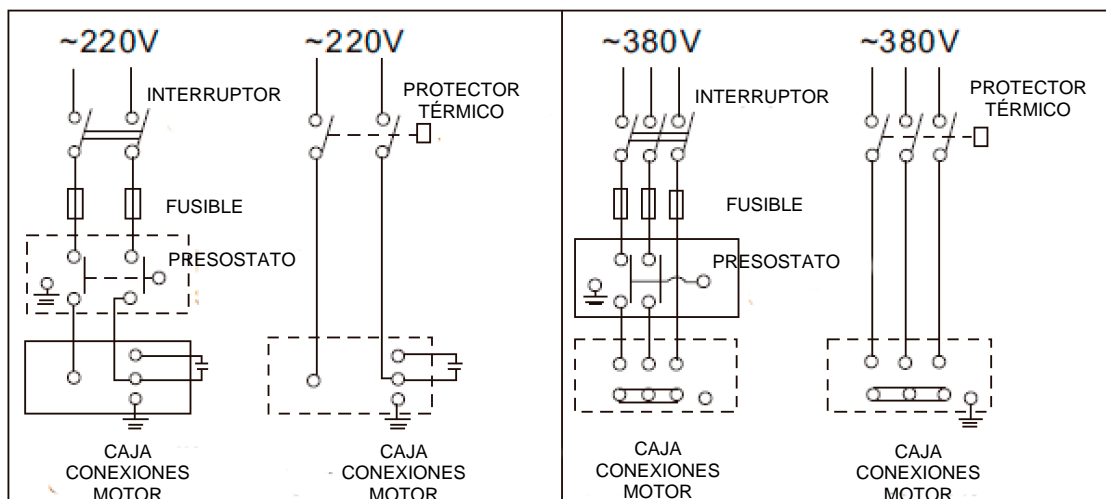 ~220V
~220V
~380V
~380V
INTERRUPTOR
PROTECTOR
TÉRMICO
INTERRUPTOR
PROTECTOR
TÉRMICO
FUSIBLE
FUSIBLE
PRESOSTATO
PRESOSTATO
CAJA
CONEXIONES
MOTOR
CAJA
CONEXIONES
MOTOR
CAJA
CONEXIONES
MOTOR
CAJA
CONEXIONES
MOTOR